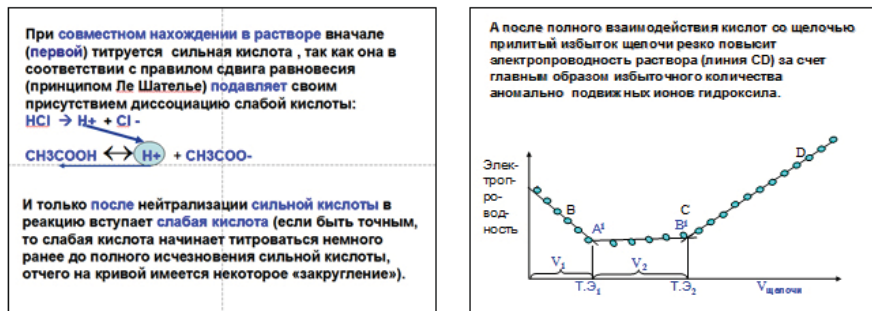 При совместном нахождении в растворе вначале
(первой) титруется сильная кислота , так как она в
соответствии с правилом сдвига равновесия
(принципом Ле Шателье) подавляет своим
присутствием диссоциацию слабой кислоты:
HCl → H+ + Cl -
CH3COOH ↔ H+ + CH3COO-
И только после нейтрализации сильной кислоты в
реакцию вступает слабая кислота (если быть точным,
то слабая кислота начинает титроваться немного
ранее до полного исчезновения сильной кислоты,
отчего на кривой имеется некоторое «закругление»).
А после полного взаимодействия кислот со щелочью
прилитый избыток щелочи резко повысит
электропроводность раствора (линия CD) за счет
главным образом избыточного количества
аномально подвижных ионов гидроксила.
Элек-
троп-
ро-
вод-
ность
B
A¹
B¹
C
D
V₁
V₂
Т.Э₁
Т.Э₂
Vщелочи